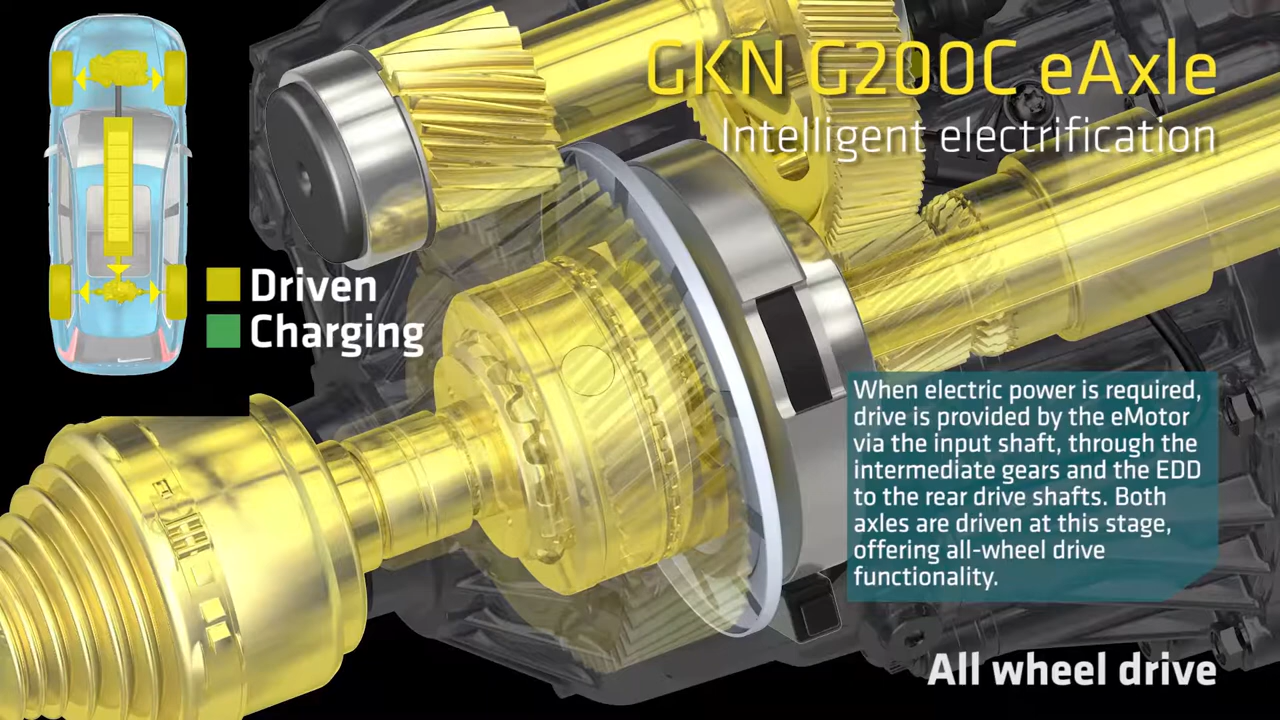 GKN G200C eAxle
Intelligent electrification
Driven
Charging
When electric power is required,
drive is provided by the eMotor
via the input shaft, through the
intermediate gears and the EDD
to the rear drive shafts. Both
axles are driven at this stage,
offering all-wheel drive
functionality.
All wheel drive